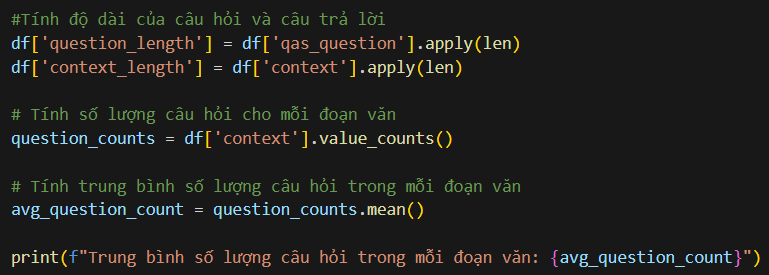 #Tính độ dài của câu hỏi và câu trả lời
df['question_length'] = df['qas_question'].apply(len)
df['context_length'] = df['context'].apply(len)
# Tính số lượng câu hỏi cho mỗi đoạn văn
question_counts = df['context'].value_counts()
# Tính trung bình số lượng câu hỏi trong mỗi đoạn văn
avg_question_count = question_counts.mean()
print(f"Trung bình số lượng câu hỏi trong mỗi đoạn văn: {avg_question_count}")